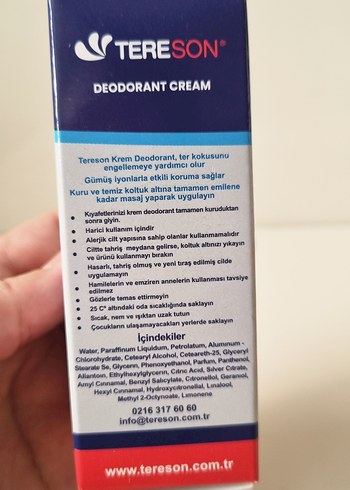 TERESON®
DEODORANT CREAM
Tereson Krem Deodorant, ter kokusunu
engellemeye yardımcı olur
Gümüş iyonlarla etkili koruma sağlar
Kuru ve temiz koltuk altına tamamen emilene
kadar masaj yaparak uygulayın
• Kıyafetlerinizi krem deodorant tamamen kuruduktan
sonra giyin.
• Harici kullanım içindir
• Alerjik cilt yapısına sahip olanlar kullanmamalıdır
• Ciltte tahriş meydana gelirse, koltuk altınızı yıkayın
ve ürünü kullanmayı bırakın
• Hasarlı, tahriş olmuş ve yeni tıraş edilmiş cilde
uygulamayın
• Hamilelerin ve emziren annelerin kullanması tavsiye
edilmez
• Gözlerle temas ettirmeyin
• 25 C° altındaki oda sıcaklığında saklayın
• Sıcak, nem ve ışıktan uzak tutun
• Çocukların ulaşamayacakları yerlerde saklayın
İçindekiler
Water, Paraffinum Liquidum, Petrolatum, Aluminum -
Chlorohydrate, Cetearyl Alcohol, Ceteareth-25, Glyceryl
Stearate Se, Glycerin, Phenoxyethanol, Parfum, Panthenol,
Allantoin, Ethylhexylglycerin, Citric Acid, Silver Citrate,
Amyl Cinnamal, Benzyl Salicylate, Citronellol, Geraniol,
Hexyl Cinnamal, Hydroxycitronellal, Linalool,
Methyl 2-Octynoate, Limonene
0216 317 60 60
info@tereson.com.tr
www.tereson.com.tr